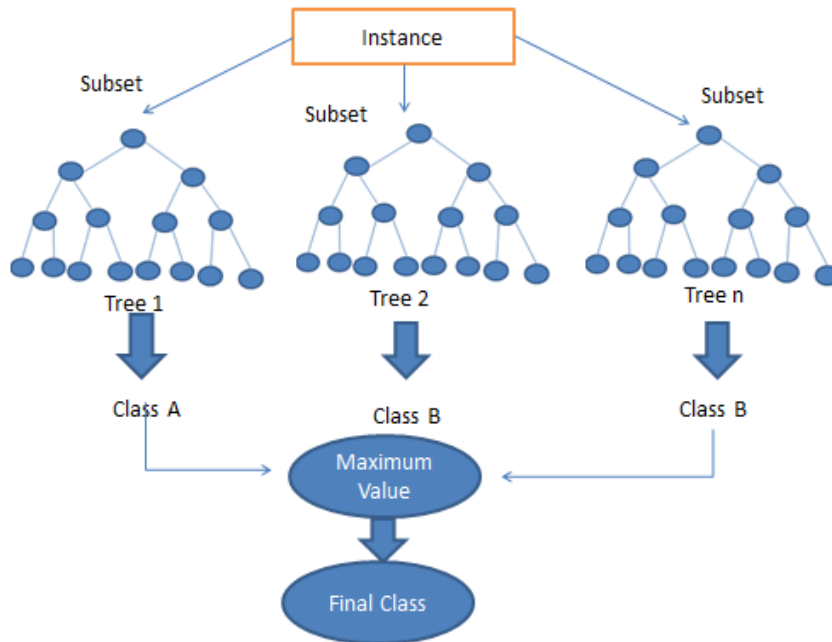 Instance
Subset
Subset
Subset
Tree 1
Tree 2
Tree n
Class A
Class B
Class B
Maximum
Value
Final Class